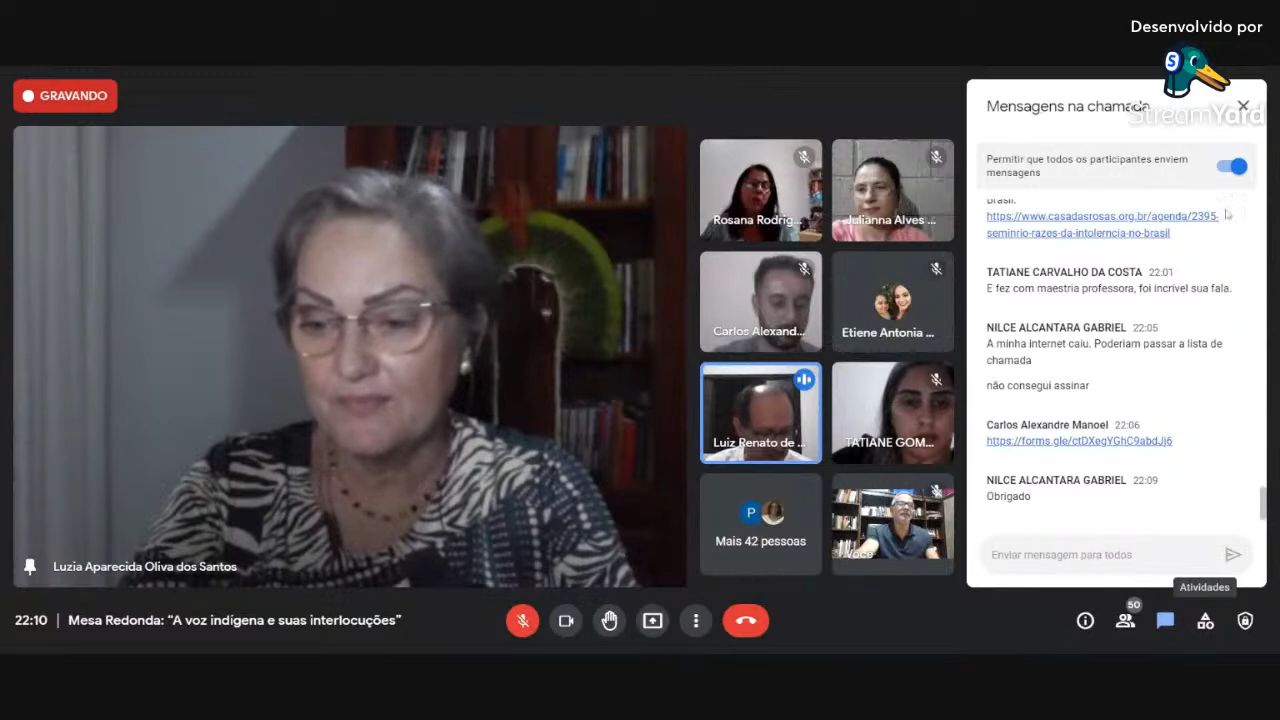 Desenvolvido por
S
StreamYard
GRAVANDO
Luzia Aparecida Oliva dos Santos
Rosana Rodrig...
Julianna Alves ...
Carlos Alexand...
Etiene Antonia ...
Luiz Renato de ...
TATIANE GOM...
P
Mais 42 pessoas
Você
Mensagens na chamada
Permitir que todos os participantes enviem
mensagens
brasil.
https://www.casadasrosas.org.br/agenda/2395-
seminrio-razes-da-intolerncia-no-brasil
TATIANE CARVALHO DA COSTA 22:01
E fez com maestria professora, foi incrível sua fala.
NILCE ALCANTARA GABRIEL 22:05
A minha internet caiu. Poderiam passar a lista de
chamada
não consegui assinar
Carlos Alexandre Manoel 22:06
https://forms.gle/ctDXegYGhC9abdJj6
NILCE ALCANTARA GABRIEL 22:09
Obrigado
Enviar mensagem para todos
Atividades
22:10 | Mesa Redonda: “A voz indígena e suas interlocuções”
50